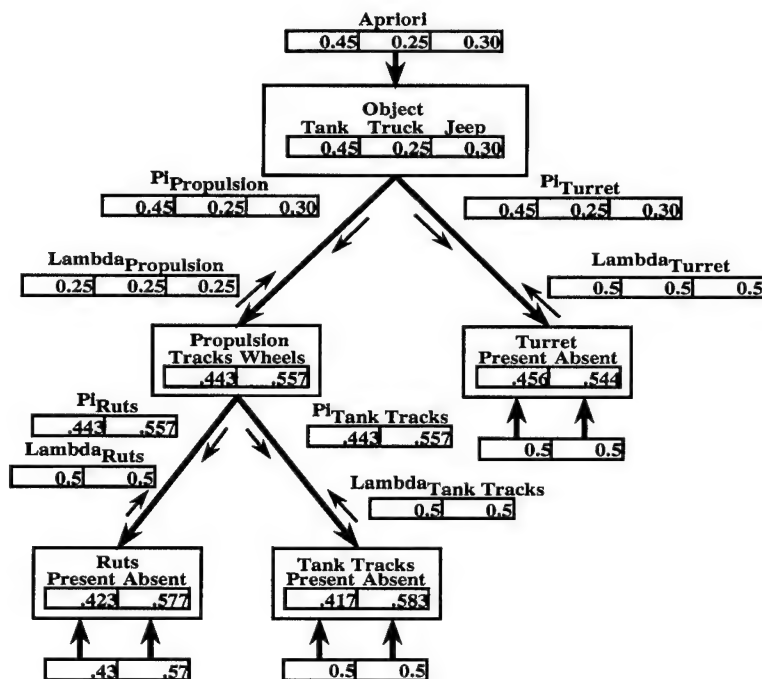 Apriori
0.45 0.25 0.30
Object
Tank Truck Jeep
0.45 0.25 0.30
PiPropulsion
0.45 0.25 0.30
PiTurret
0.45 0.25 0.30
LambdaPropulsion
0.25 0.25 0.25
LambdaTurret
0.5 0.5 0.5
Propulsion
Tracks Wheels
.443 .557
Turret
Present Absent
.456 .544
PiRuts
.443 .557
PiTank Tracks
.443 .557
0.5 0.5
LambdaRuts
0.5 0.5
LambdaTank Tracks
0.5 0.5
Ruts
Present Absent
.423 .577
Tank Tracks
Present Absent
.417 .583
.43 .57
0.5 0.5